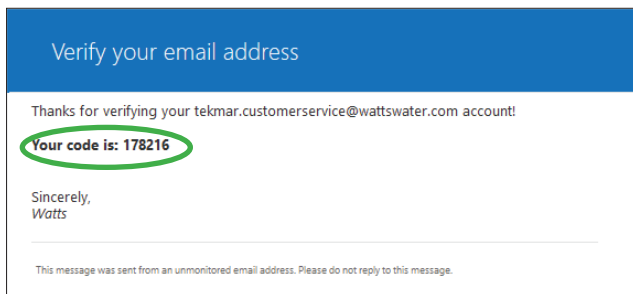 Verify your email address
Thanks for verifying your tekmar.customerservice@wattswater.com account!
Your code is: 178216
Sincerely,
Watts
This message was sent from an unmonitored email address. Please do not reply to this message.